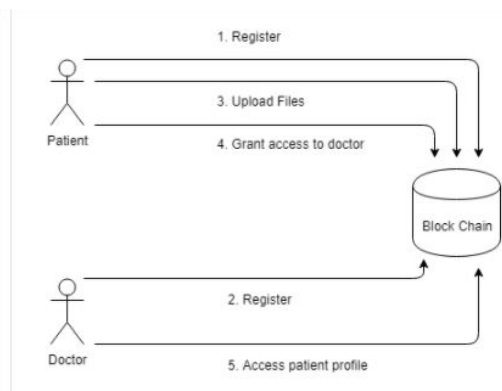 1. Register
3. Upload Files
Patient
4. Grant access to doctor
Block Chain
2. Register
Doctor
5. Access patient profile